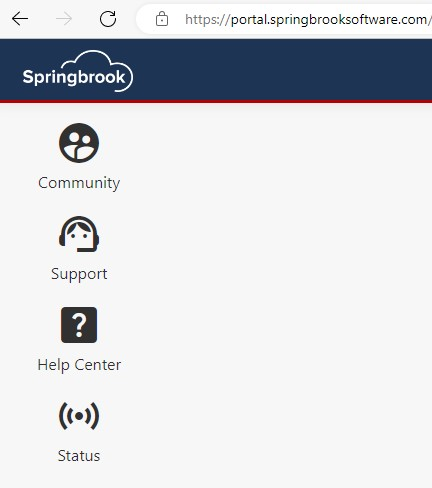 https://portal.springbrooksoftware.com/
Springbrook
Community
Support
?
Help Center
Status